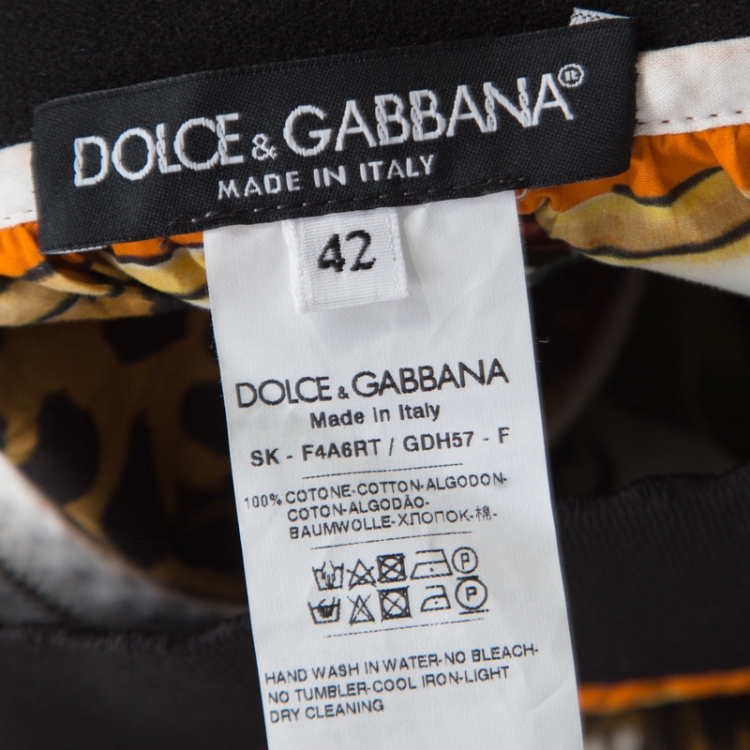 DOLCE & GABBANA®
MADE IN ITALY
42
DOLCE & GABBANA
Made in Italy
SK - F4A6RT / GDH57 - F
100% COTONE-COTTON-ALGODON-
COTON-ALGODÃO-
BAUMWOLLE-ХЛОПОК-棉-
P
P
HAND WASH IN WATER-NO BLEACH-
NO TUMBLER-COOL IRON-LIGHT
DRY CLEANING